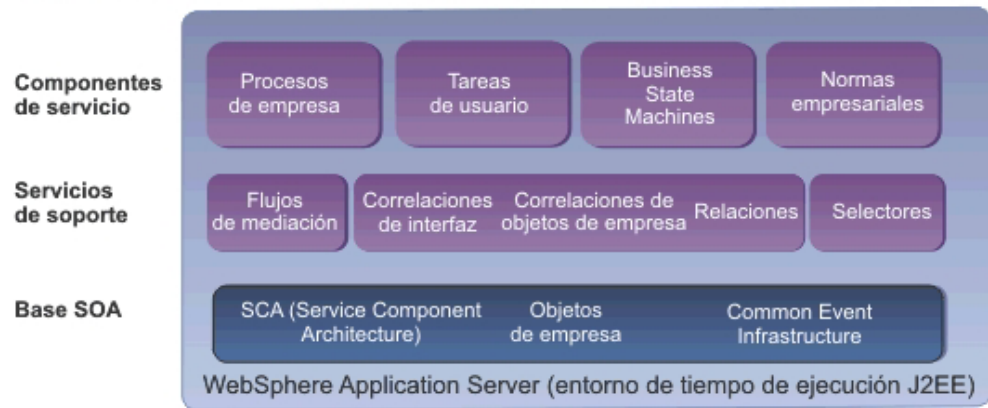 Componentes
de servicio
Procesos
de empresa
Tareas
de usuario
Business
State
Machines
Normas
empresariales
Servicios
de soporte
Flujos
de mediación
Correlaciones
de interfaz
Correlaciones de
objetos de empresa
Relaciones
Selectores
Base SOA
SCA (Service Component
Architecture)
Objetos
de empresa
Common Event
Infrastructure
WebSphere Application Server (entorno de tiempo de ejecución J2EE)